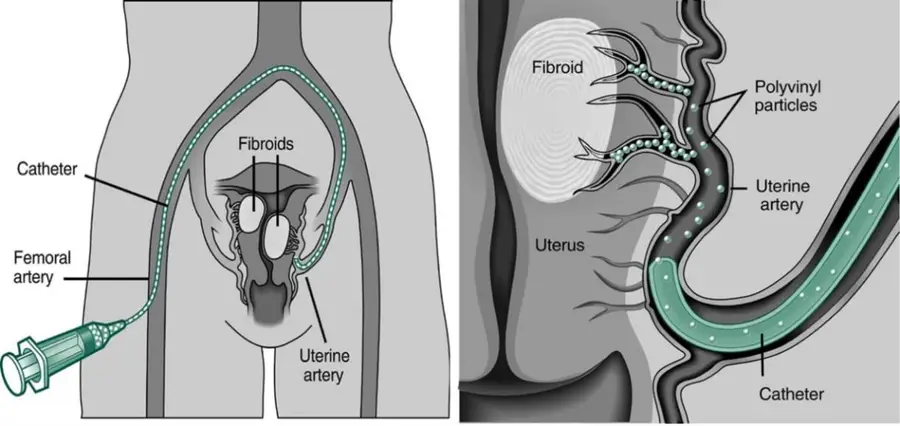 Catheter
Fibroids
Femoral
artery
Uterine
artery
Fibroid
Polyvinyl
particles
Uterine
artery
Uterus
Catheter